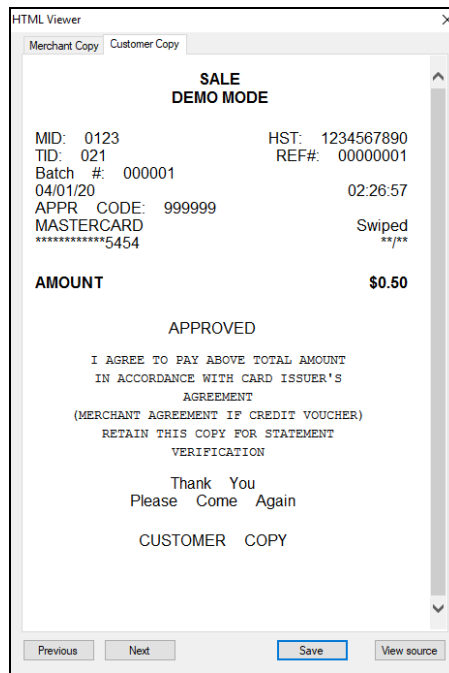 HTML Viewer
Merchant Copy Customer Copy
SALE
DEMO MODE
MID: 0123 HST: 1234567890
TID: 021 REF#: 00000001
Batch #: 000001
04/01/20 02:26:57
APPR CODE: 999999
MASTERCARD Swiped
************5454 **/**
AMOUNT $0.50
APPROVED
I AGREE TO PAY ABOVE TOTAL AMOUNT
IN ACCORDANCE WITH CARD ISSUER'S
AGREEMENT
(MERCHANT AGREEMENT IF CREDIT VOUCHER)
RETAIN THIS COPY FOR STATEMENT
VERIFICATION
Thank You
Please Come Again
CUSTOMER COPY
Previous Next Save View source